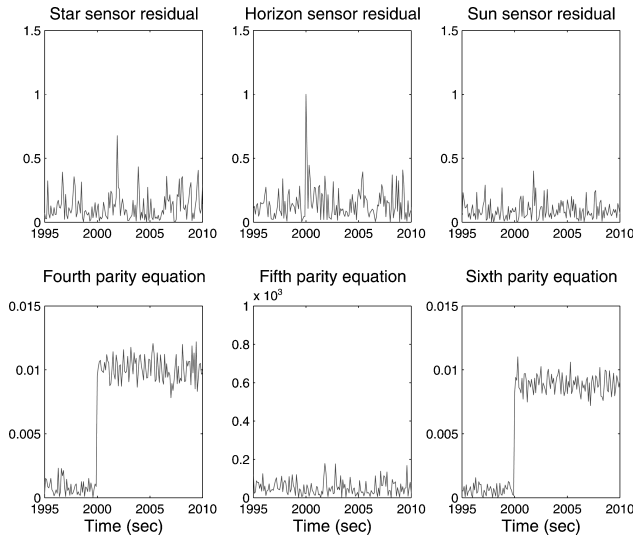 Star sensor residual
Horizon sensor residual
Sun sensor residual
1.5
1
0.5
0
1995 2000 2005 2010
1.5
1
0.5
0
1995 2000 2005 2010
1.5
1
0.5
0
1995 2000 2005 2010
Fourth parity equation
Fifth parity equation
Sixth parity equation
0.015
0.01
0.005
0
1995 2000 2005 2010
Time (sec)
x 10³
1
0.8
0.6
0.4
0.2
0
1995 2000 2005 2010
Time (sec)
0.015
0.01
0.005
0
1995 2000 2005 2010
Time (sec)